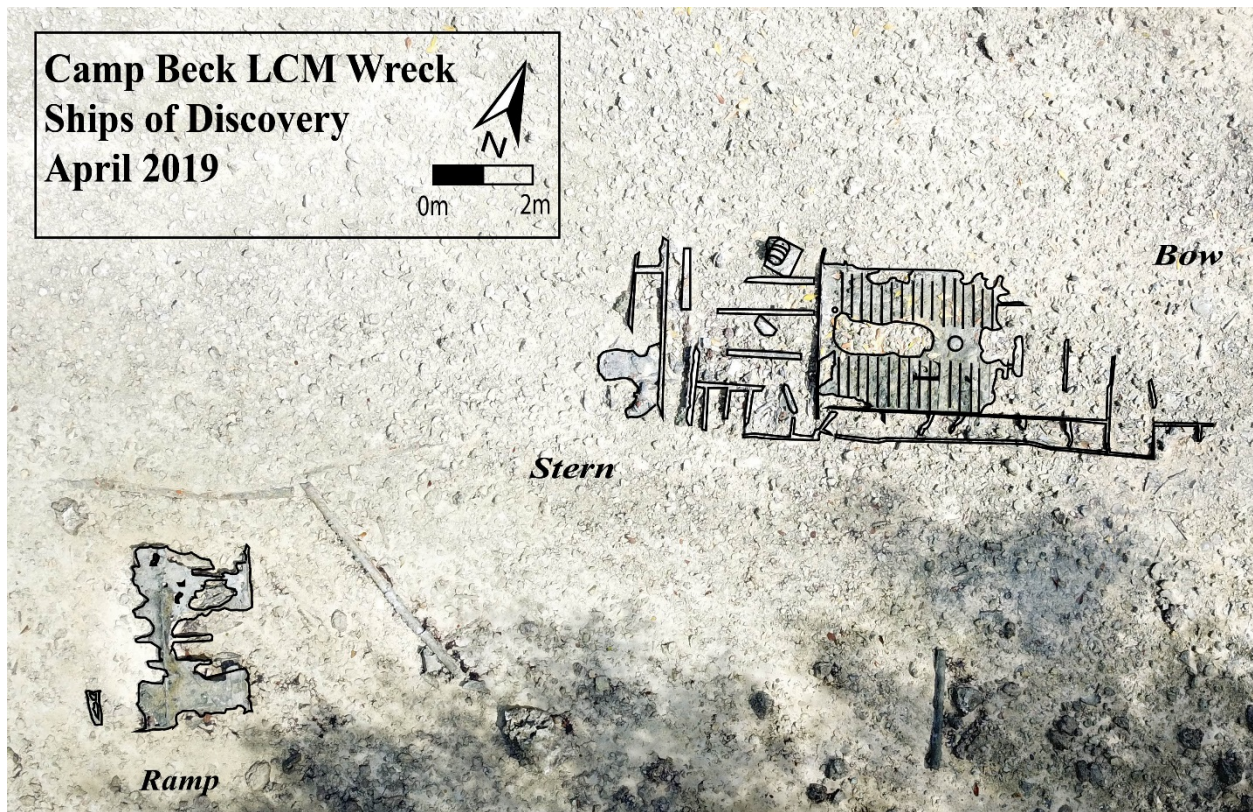 Camp Beck LCM Wreck
Ships of Discovery
April 2019
N
0m 2m
Bow
Stern
Ramp